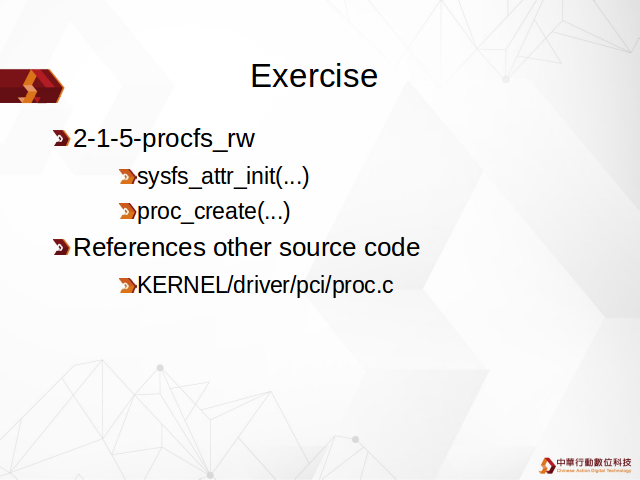 Exercise
2-1-5-procfs_rw
sysfs_attr_init(...)
proc_create(...)
References other source code
KERNEL/driver/pci/proc.c
中華行動數位科技
Chinese Action Digital Technology